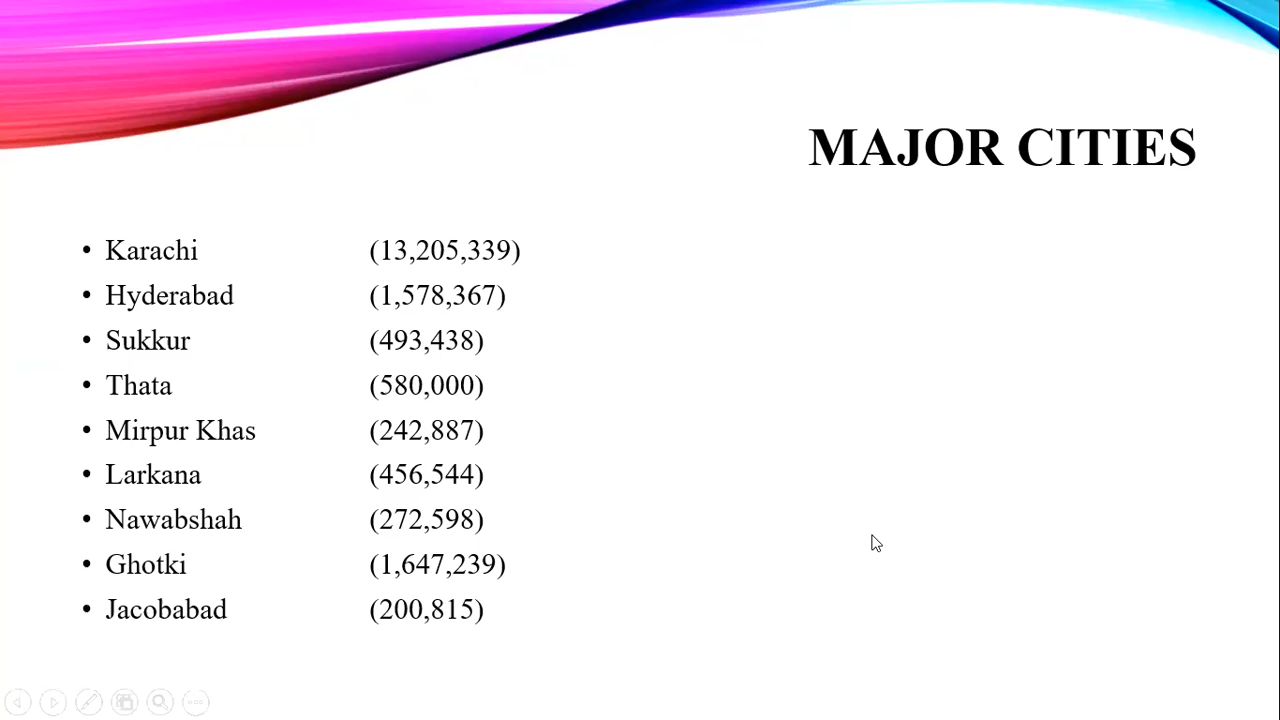 MAJOR CITIES
• Karachi (13,205,339)
• Hyderabad (1,578,367)
• Sukkur (493,438)
• Thata (580,000)
• Mirpur Khas (242,887)
• Larkana (456,544)
• Nawabshah (272,598)
• Ghotki (1,647,239)
• Jacobabad (200,815)